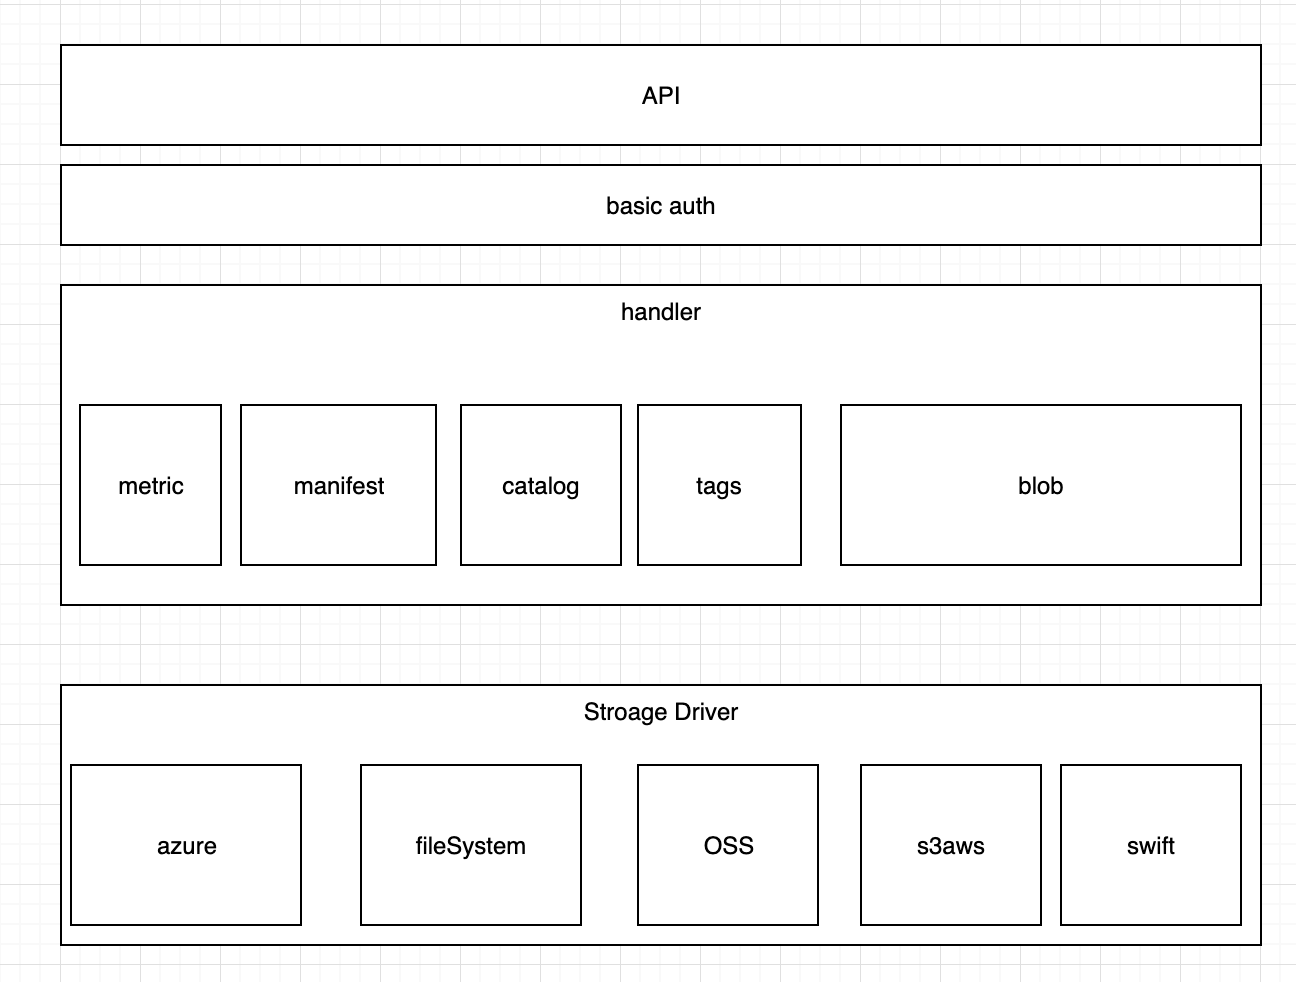 API
basic auth
handler
metric
manifest
catalog
tags
blob
Stroage Driver
azure
fileSystem
OSS
s3aws
swift